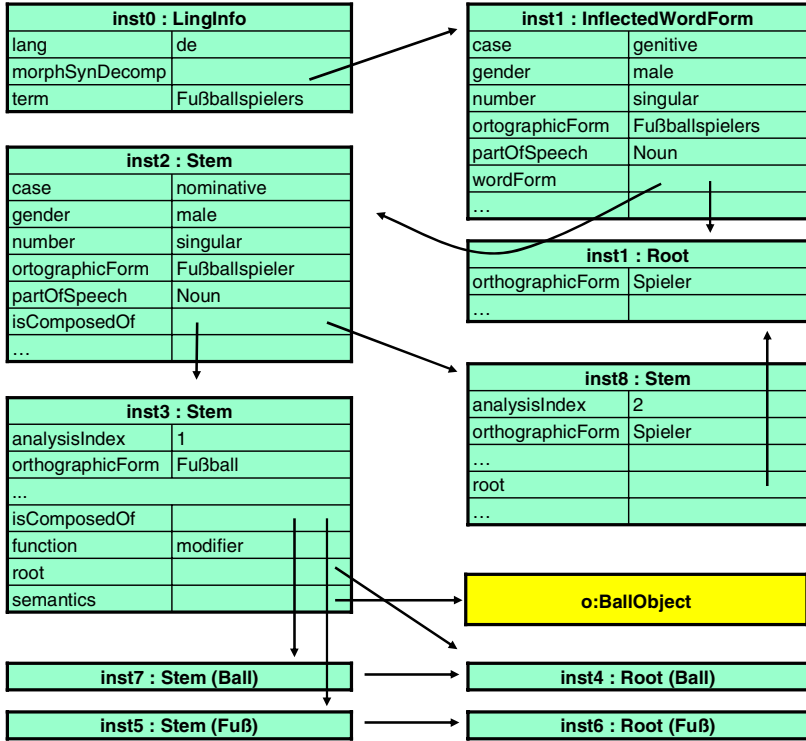 inst0 : LingInfo
lang de
morphSynDecomp
term Fußballspielers
inst1 : InflectedWordForm
case genitive
gender male
number singular
ortographicForm Fußballspielers
partOfSpeech Noun
wordForm
…
inst2 : Stem
case nominative
gender male
number singular
ortographicForm Fußballspieler
partOfSpeech Noun
isComposedOf
…
inst1 : Root
orthographicForm Spieler
…
inst8 : Stem
analysisIndex 2
orthographicForm Spieler
…
root
…
inst3 : Stem
analysisIndex 1
orthographicForm Fußball
...
isComposedOf
function modifier
root
semantics
o:BallObject
inst7 : Stem (Ball)
inst4 : Root (Ball)
inst5 : Stem (Fuß)
inst6 : Root (Fuß)